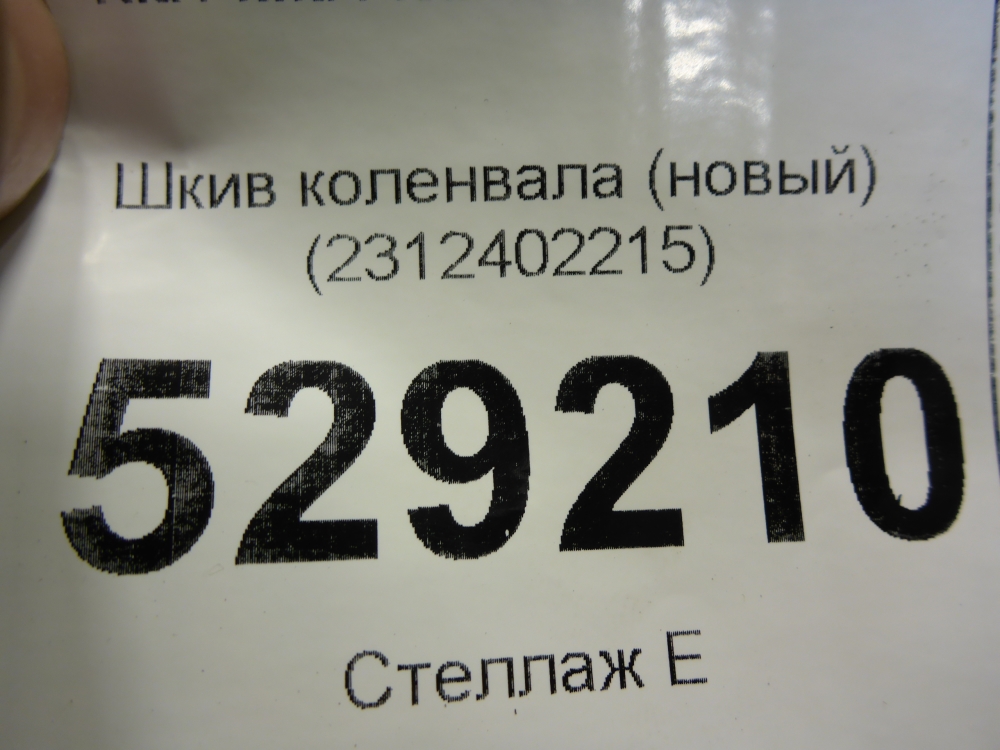 Шкив коленвала (новый)
(2312402215)
529210
Стеллаж Е